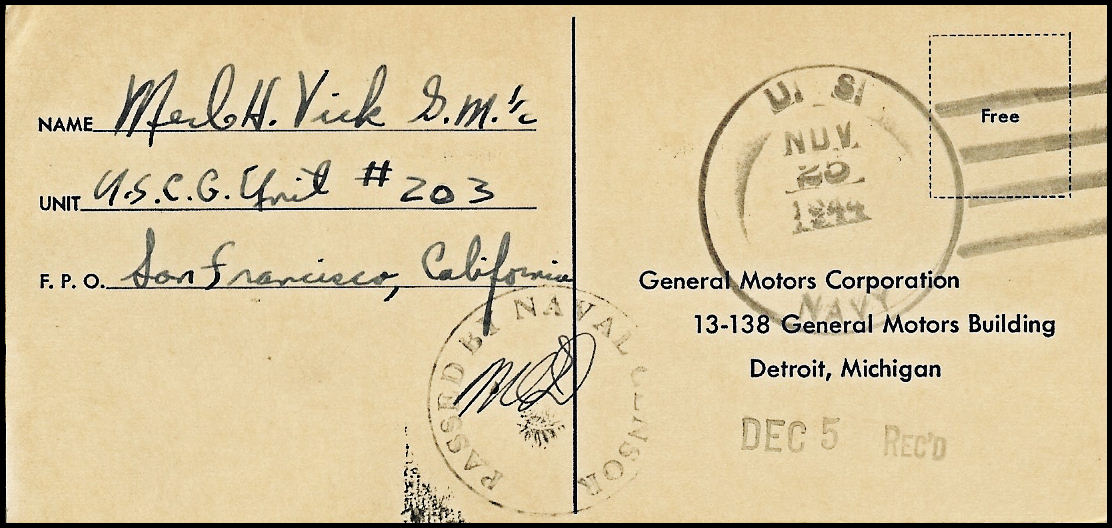 NAME Merl H. Vick S.M. 1/c
UNIT U.S.C.G. Unit # 203
F. P. O. San Francisco, California
PASSED BY NAVAL CENSOR
U. S.
NOV.
20
1944
NAVY
Free
General Motors Corporation
13-138 General Motors Building
Detroit, Michigan
DEC 5 REC'D